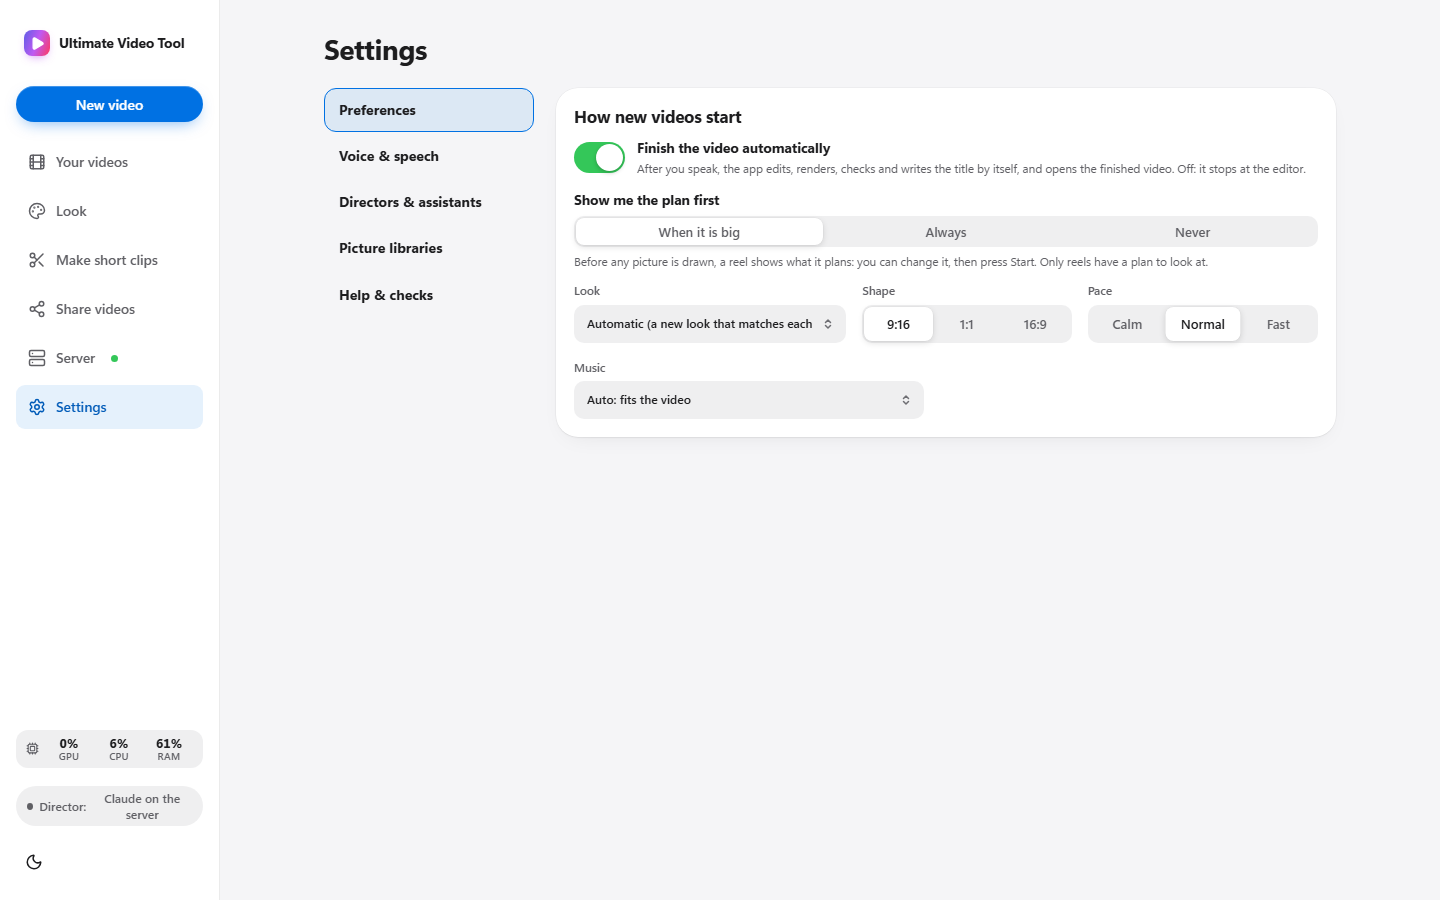 Ultimate Video Tool
New video
Your videos
Look
Make short clips
Share videos
Server
Settings
0%
GPU
6%
CPU
61%
RAM
Director:
Claude on the
server
Settings
Preferences
Voice & speech
Directors & assistants
Picture libraries
Help & checks
How new videos start
Finish the video automatically
After you speak, the app edits, renders, checks and writes the title by itself, and opens the finished video. Off: it stops at the editor.
Show me the plan first
When it is big
Always
Never
Before any picture is drawn, a reel shows what it plans: you can change it, then press Start. Only reels have a plan to look at.
Look
Automatic (a new look that matches each
Shape
9:16
1:1
16:9
Pace
Calm
Normal
Fast
Music
Auto: fits the video